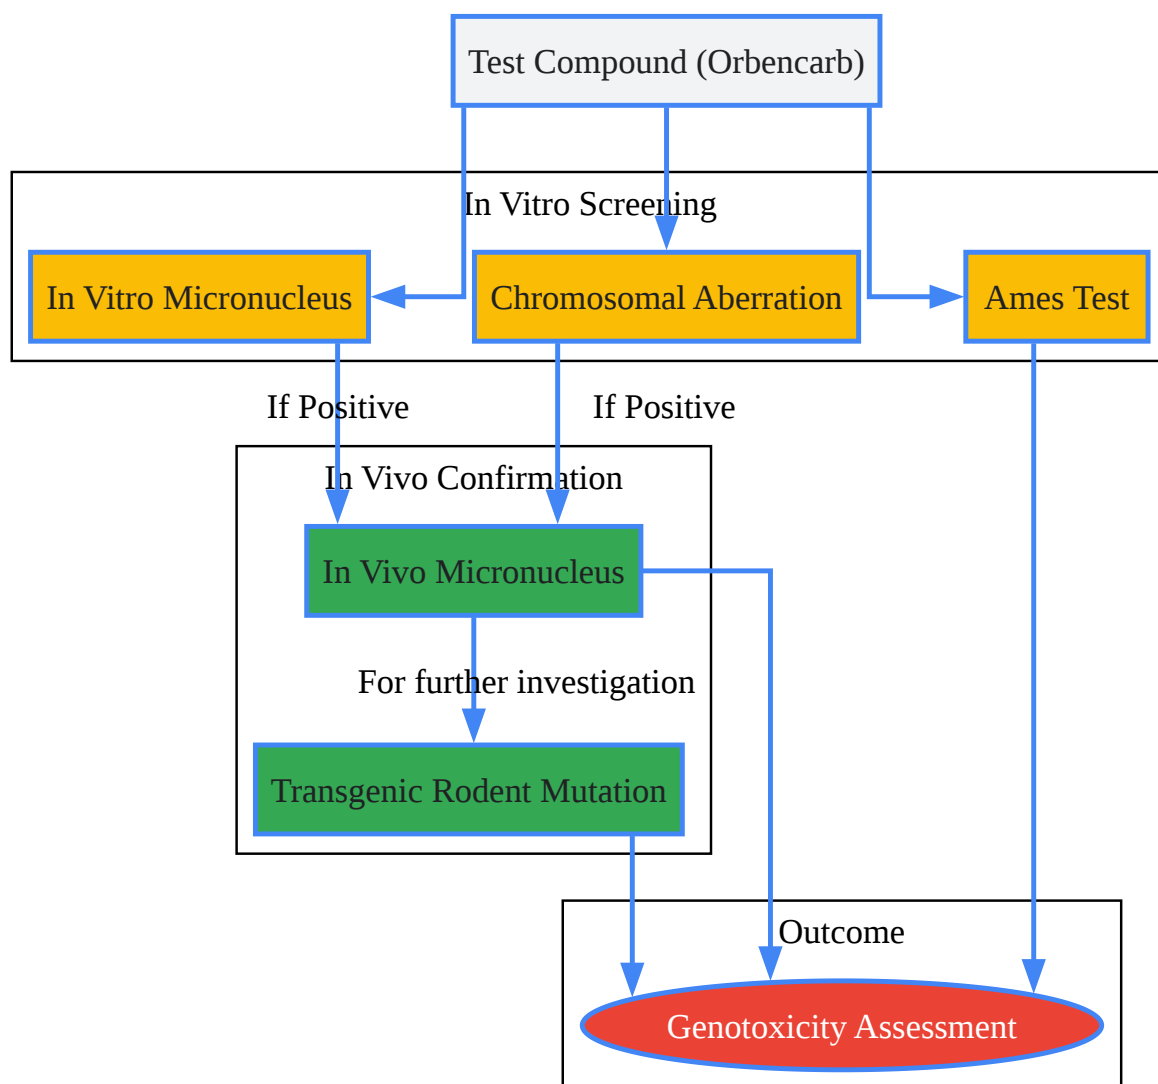 Test Compound (Orbencarb)
In Vitro Screening
In Vitro Micronucleus
Chromosomal Aberration
Ames Test
If Positive
If Positive
In Vivo Confirmation
In Vivo Micronucleus
For further investigation
Transgenic Rodent Mutation
Outcome
Genotoxicity Assessment